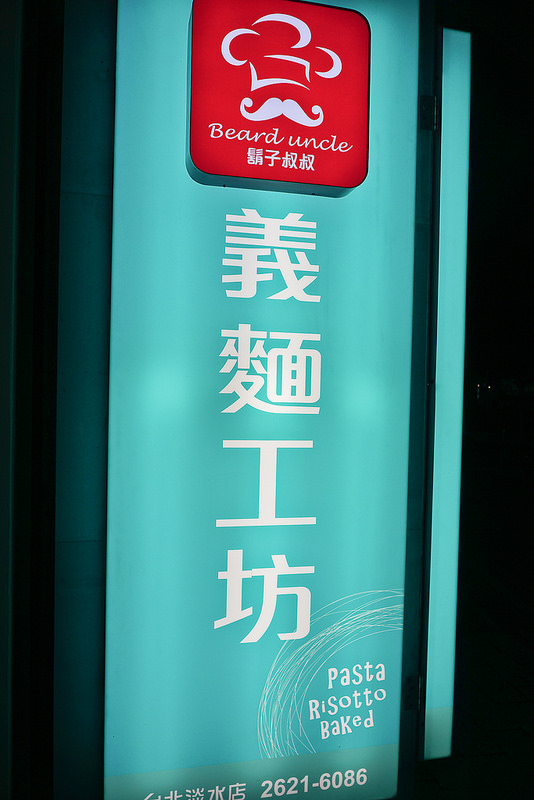 Beard uncle
鬍子叔叔
義麵工坊
Pasta
Risotto
Baked
台北淡水店 2621-6086